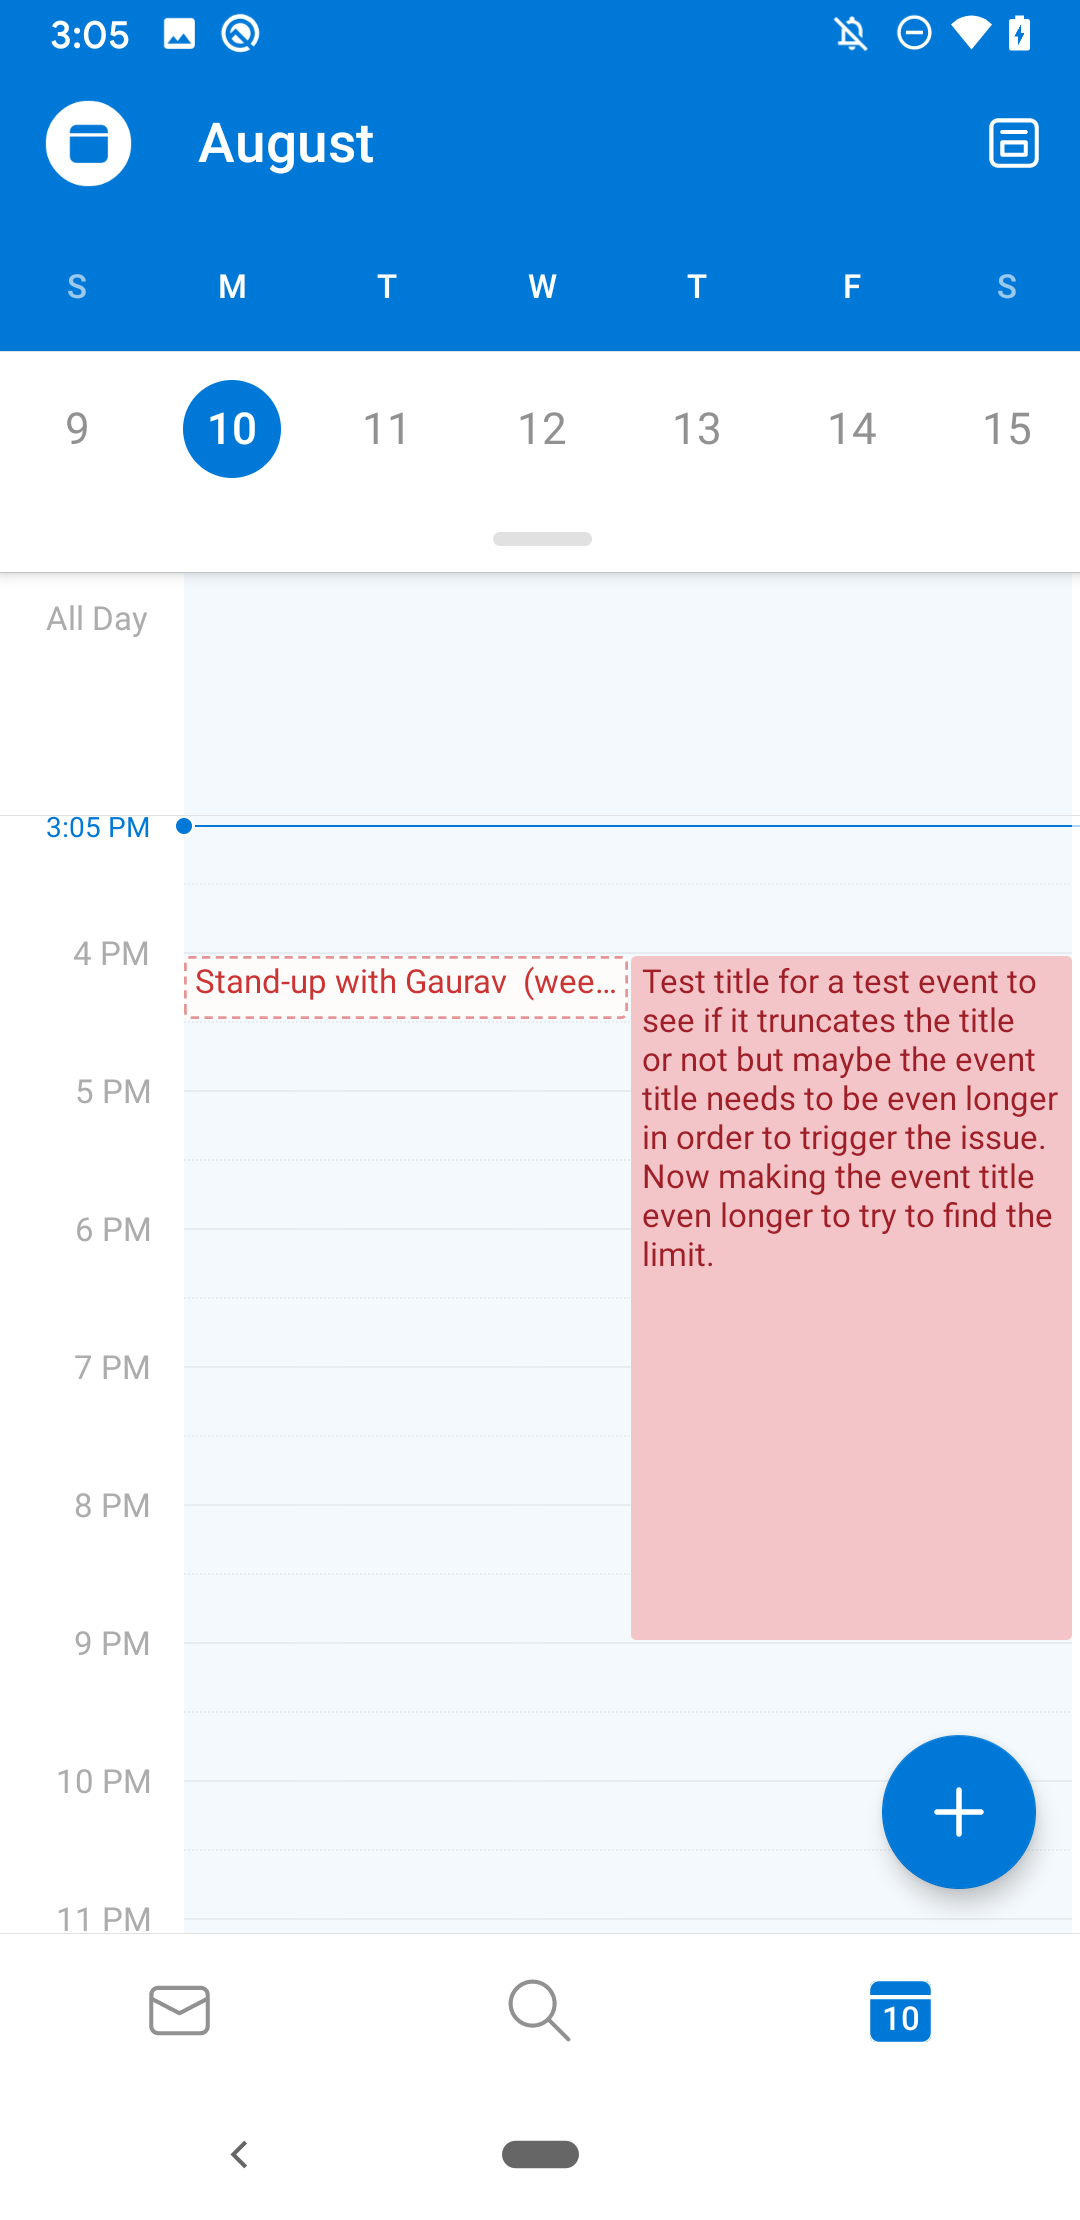 3:05
August
S M T W T F S
9 10 11 12 13 14 15
All Day
3:05 PM
4 PM
Stand-up with Gaurav (wee...
Test title for a test event to
see if it truncates the title
or not but maybe the event
title needs to be even longer
in order to trigger the issue.
Now making the event title
even longer to try to find the
limit.
5 PM
6 PM
7 PM
8 PM
9 PM
10 PM
11 PM
10